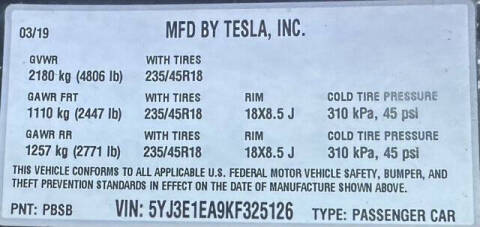 03/19 MFD BY TESLA, INC.
GVWR WITH TIRES
2180 kg (4806 lb) 235/45R18
GAWR FRT WITH TIRES RIM COLD TIRE PRESSURE
1110 kg (2447 lb) 235/45R18 18X8.5 J 310 kPa, 45 psi
GAWR RR WITH TIRES RIM COLD TIRE PRESSURE
1257 kg (2771 lb) 235/45R18 18X8.5 J 310 kPa, 45 psi
THIS VEHICLE CONFORMS TO ALL APPLICABLE U.S. FEDERAL MOTOR VEHICLE SAFETY, BUMPER, AND
THEFT PREVENTION STANDARDS IN EFFECT ON THE DATE OF MANUFACTURE SHOWN ABOVE.
PNT: PBSB VIN: 5YJ3E1EA9KF325126 TYPE: PASSENGER CAR